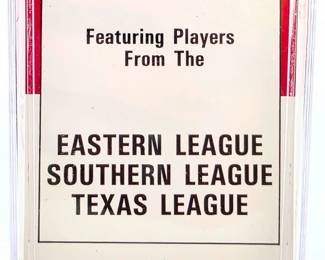 Featuring Players
From The
EASTERN LEAGUE
SOUTHERN LEAGUE
TEXAS LEAGUE